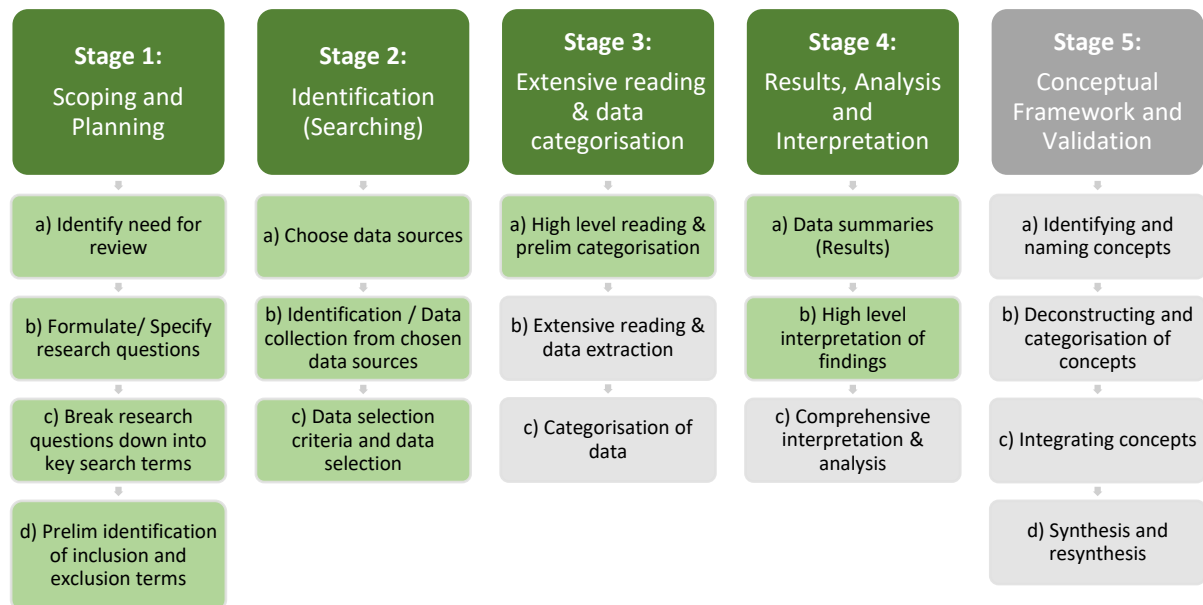 Stage 1:
Scoping and
Planning
a) Identify need for
review
b) Formulate/ Specify
research questions
c) Break research
questions down into
key search terms
d) Prelim identification
of inclusion and
exclusion terms
Stage 2:
Identification
(Searching)
a) Choose data sources
b) Identification / Data
collection from chosen
data sources
c) Data selection
criteria and data
selection
Stage 3:
Extensive reading
& data
categorisation
a) High level reading &
prelim categorisation
b) Extensive reading &
data extraction
c) Categorisation of
data
Stage 4:
Results, Analysis
and
Interpretation
a) Data summaries
(Results)
b) High level
interpretation of
findings
c) Comprehensive
interpretation &
analysis
Stage 5:
Conceptual
Framework and
Validation
a) Identifying and
naming concepts
b) Deconstructing and
categorisation of
concepts
c) Integrating concepts
d) Synthesis and
resynthesis